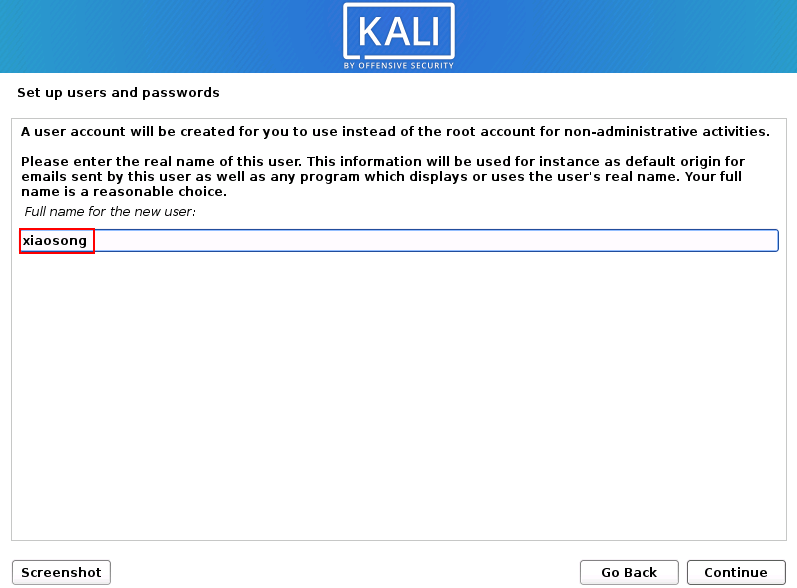 KALI
BY OFFENSIVE SECURITY
Set up users and passwords
A user account will be created for you to use instead of the root account for non-administrative activities.
Please enter the real name of this user. This information will be used for instance as default origin for
emails sent by this user as well as any program which displays or uses the user's real name. Your full
name is a reasonable choice.
Full name for the new user:
xiaosong
Screenshot
Go Back
Continue